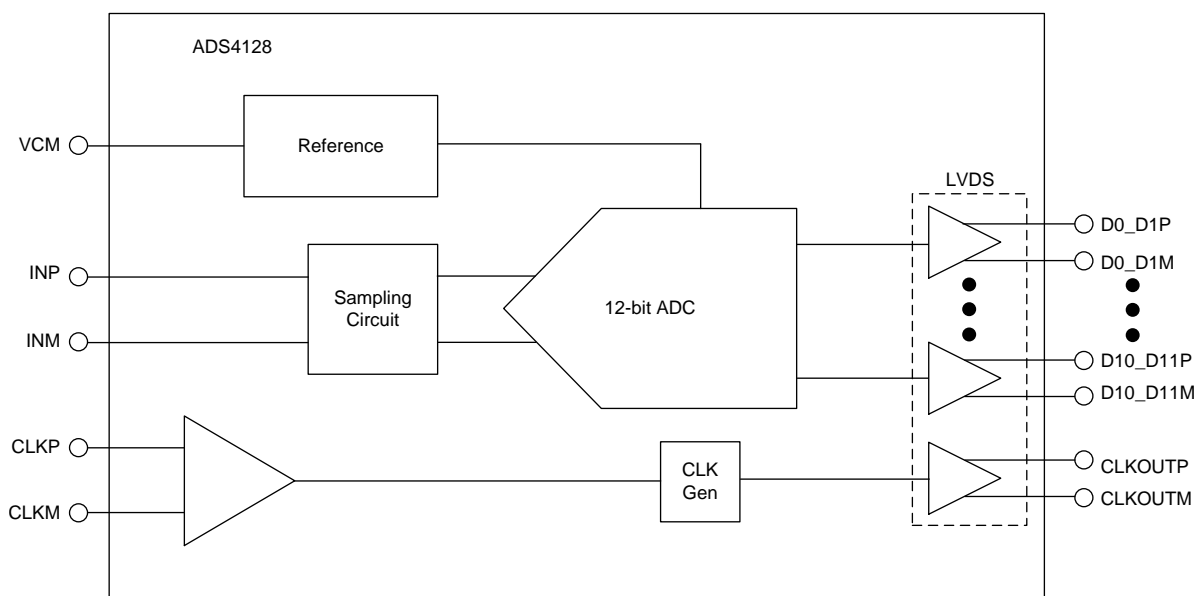 ADS4128
VCM
Reference
LVDS
D0_D1P
D0_D1M
INP
Sampling
Circuit
12-bit ADC
INM
D10_D11P
D10_D11M
CLKP
CLK
Gen
CLKOUTP
CLKOUTM
CLKM